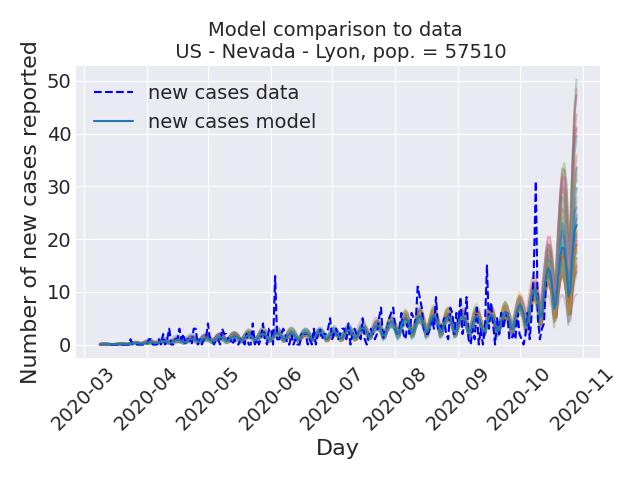 Model comparison to data
US - Nevada - Lyon, pop. = 57510
Number of new cases reported
50
40
30
20
10
0
new cases data
new cases model
2020-03
2020-04
2020-05
2020-06
2020-07
2020-08
2020-09
2020-10
2020-11
Day